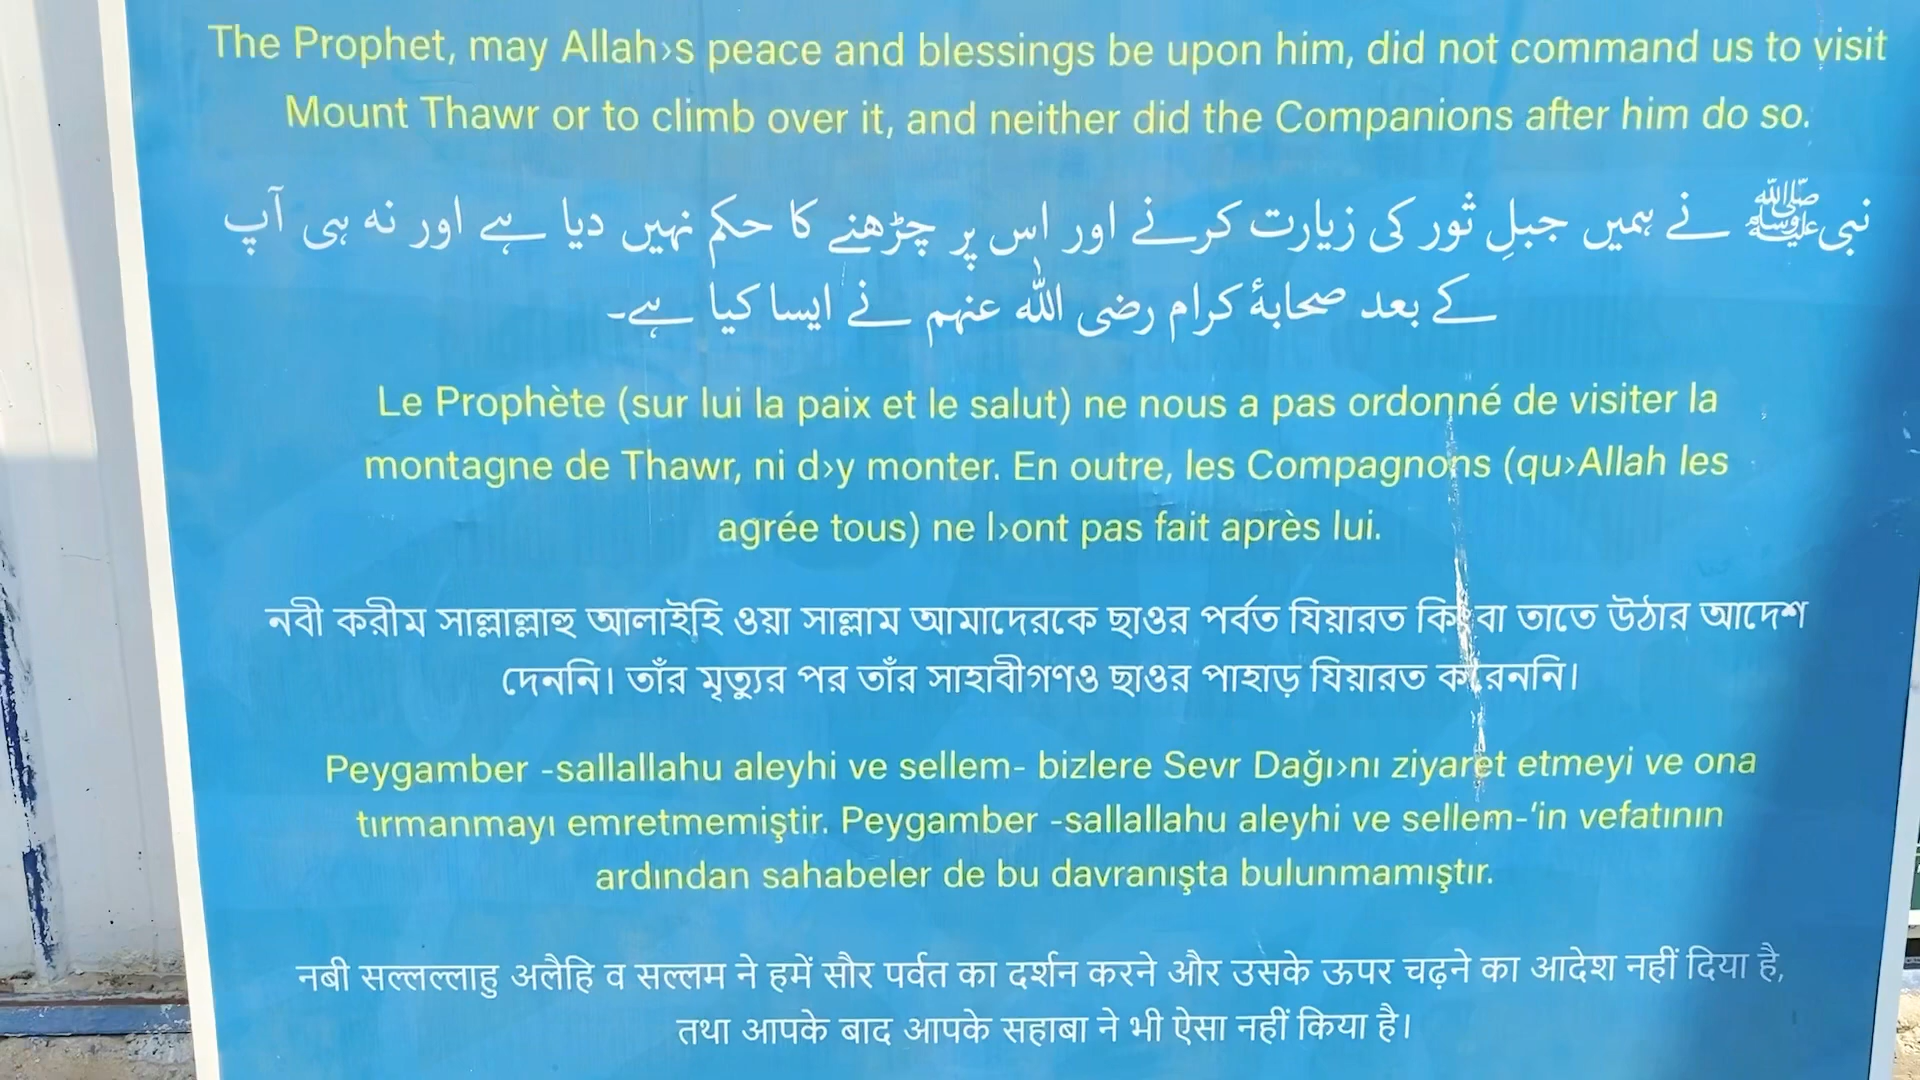 The Prophet, may Allah›s peace and blessings be upon him, did not command us to visit
Mount Thawr or to climb over it, and neither did the Companions after him do so.
نبی ﷺ نے ہمیں جبلِ ثور کی زیارت کرنے اور اس پر چڑھنے کا حکم نہیں دیا ہے اور نہ ہی آپ
کے بعد صحابۂ کرام رضی اللہ عنہم نے ایسا کیا ہے۔
Le Prophète (sur lui la paix et le salut) ne nous a pas ordonné de visiter la
montagne de Thawr, ni d›y monter. En outre, les Compagnons (qu›Allah les
agrée tous) ne l›ont pas fait après lui.
নবী করীম সাল্লাল্লাহু আলাইহি ওয়া সাল্লাম আমাদেরকে ছাওর পর্বত যিয়ারত কিংবা তাতে উঠার আদেশ
দেননি। তাঁর মৃত্যুর পর তাঁর সাহাবীগণও ছাওর পাহাড় যিয়ারত করেননি।
Peygamber -sallallahu aleyhi ve sellem- bizlere Sevr Dağı›nı ziyaret etmeyi ve ona
tırmanmayı emretmemiştir. Peygamber -sallallahu aleyhi ve sellem-‘in vefatının
ardından sahabeler de bu davranışta bulunmamıştır.
नबी सल्लल्लाहु अलैहि व सल्लम ने हमें सौर पर्वत का दर्शन करने और उसके ऊपर चढ़ने का आदेश नहीं दिया है,
तथा आपके बाद आपके सहाबा ने भी ऐसा नहीं किया है।